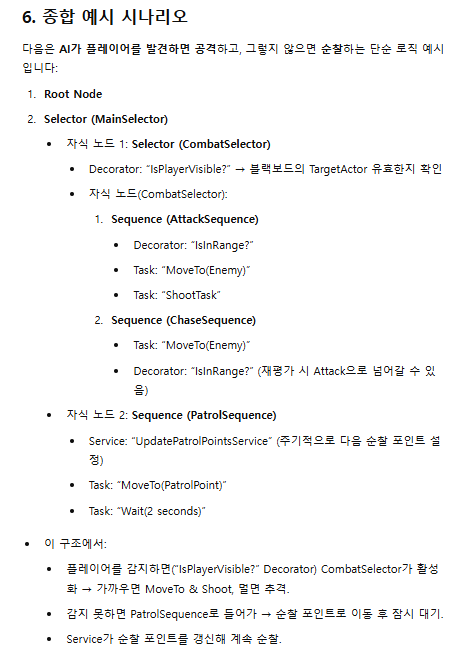 6. 종합 예시 시나리오
다음은 AI가 플레이어를 발견하면 공격하고, 그렇지 않으면 순찰하는 단순 로직 예시
입니다:
1. Root Node
2. Selector (MainSelector)
• 자식 노드 1: Selector (CombatSelector)
• Decorator: “IsPlayerVisible?” → 블랙보드의 TargetActor 유효한지 확인
• 자식 노드(CombatSelector):
1. Sequence (AttackSequence)
• Decorator: “IsInRange?”
• Task: “MoveTo(Enemy)”
• Task: “ShootTask”
2. Sequence (ChaseSequence)
• Task: “MoveTo(Enemy)”
• Decorator: “IsInRange?” (재평가 시 Attack으로 넘어갈 수 있
음)
• 자식 노드 2: Sequence (PatrolSequence)
• Service: “UpdatePatrolPointsService” (주기적으로 다음 순찰 포인트 설
정)
• Task: “MoveTo(PatrolPoint)”
• Task: “Wait(2 seconds)”
• 이 구조에서:
• 플레이어를 감지하면(“IsPlayerVisible?” Decorator) CombatSelector가 활성
화 → 가까우면 MoveTo & Shoot, 멀면 추격.
• 감지 못하면 PatrolSequence로 들어가 → 순찰 포인트로 이동 후 잠시 대기.
• Service가 순찰 포인트를 갱신해 계속 순찰.